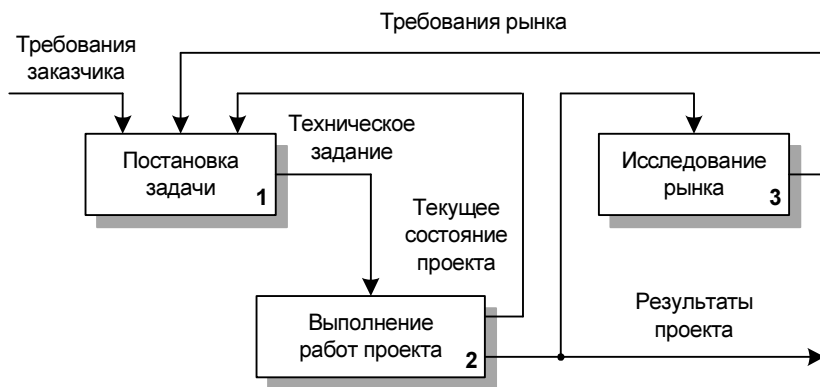 Требования рынка
Требования
заказчика
Техническое
задание
Постановка
задачи
1
Исследование
рынка
3
Текущее
состояние
проекта
Выполнение
работ проекта
2
Результаты
проекта